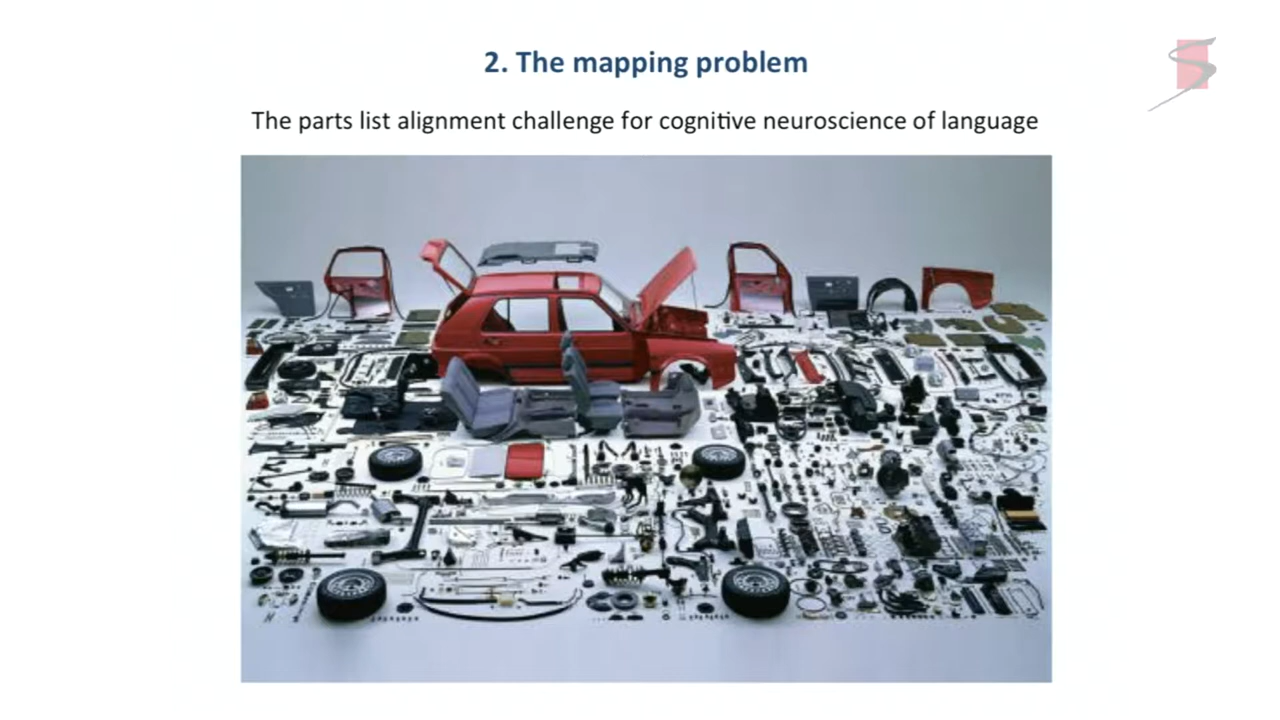 2. The mapping problem
The parts list alignment challenge for cognitive neuroscience of language